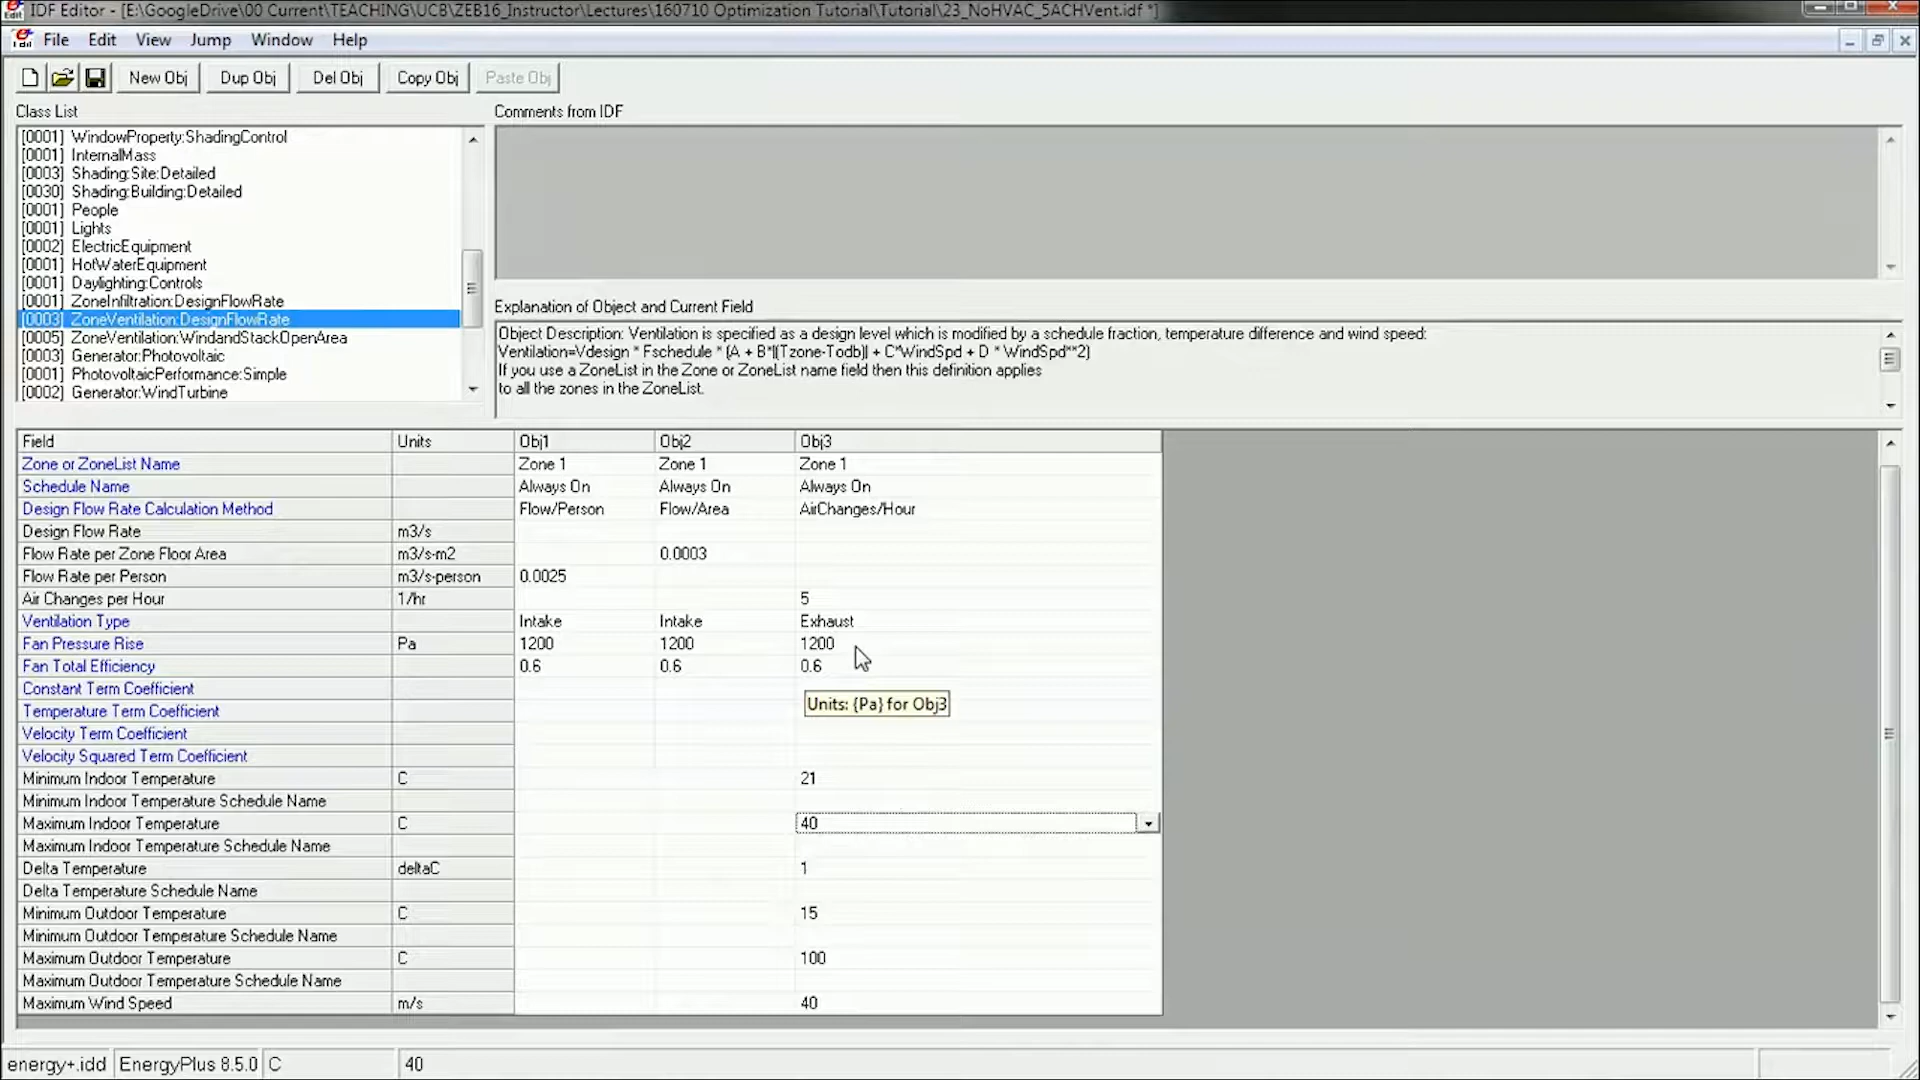 IDF Editor - [E:\GoogleDrive\00 Current\TEACHING\UCB\ZEB16_Instructor\Lectures\160710 Optimization Tutorial\Tutorial\23_NoHVAC_5ACHVent.idf *]
File Edit View Jump Window Help
New Obj Dup Obj Del Obj Copy Obj Paste Obj
Class List
Comments from IDF
[0001] WindowProperty:ShadingControl
[0001] InternalMass
[0003] Shading:Site:Detailed
[0030] Shading:Building:Detailed
[0001] People
[0001] Lights
[0002] ElectricEquipment
[0001] HotWaterEquipment
[0001] Daylighting:Controls
[0001] ZoneInfiltration:DesignFlowRate
[0003] ZoneVentilation:DesignFlowRate
[0005] ZoneVentilation:WindandStackOpenArea
[0003] Generator:Photovoltaic
[0001] PhotovoltaicPerformance:Simple
[0002] Generator:WindTurbine
Explanation of Object and Current Field
Object Description: Ventilation is specified as a design level which is modified by a schedule fraction, temperature difference and wind speed:
Ventilation=Vdesign * Fschedule * (A + B*|(Tzone-Todb)| + C*WindSpd + D * WindSpd**2)
If you use a ZoneList in the Zone or ZoneList name field then this definition applies
to all the zones in the ZoneList.
Field Units Obj1 Obj2 Obj3
Zone or ZoneList Name Zone 1 Zone 1 Zone 1
Schedule Name Always On Always On Always On
Design Flow Rate Calculation Method Flow/Person Flow/Area AirChanges/Hour
Design Flow Rate m3/s
Flow Rate per Zone Floor Area m3/s-m2 0.0003
Flow Rate per Person m3/s-person 0.0025
Air Changes per Hour 1/hr 5
Ventilation Type Intake Intake Exhaust
Fan Pressure Rise Pa 1200 1200 1200
Fan Total Efficiency 0.6 0.6 0.6
Constant Term Coefficient
Units: {Pa} for Obj3
Temperature Term Coefficient
Velocity Term Coefficient
Velocity Squared Term Coefficient
Minimum Indoor Temperature C 21
Minimum Indoor Temperature Schedule Name
Maximum Indoor Temperature C 40
Maximum Indoor Temperature Schedule Name
Delta Temperature deltaC 1
Delta Temperature Schedule Name
Minimum Outdoor Temperature C 15
Minimum Outdoor Temperature Schedule Name
Maximum Outdoor Temperature C 100
Maximum Outdoor Temperature Schedule Name
Maximum Wind Speed m/s 40
energy+.idd EnergyPlus 8.5.0 C 40